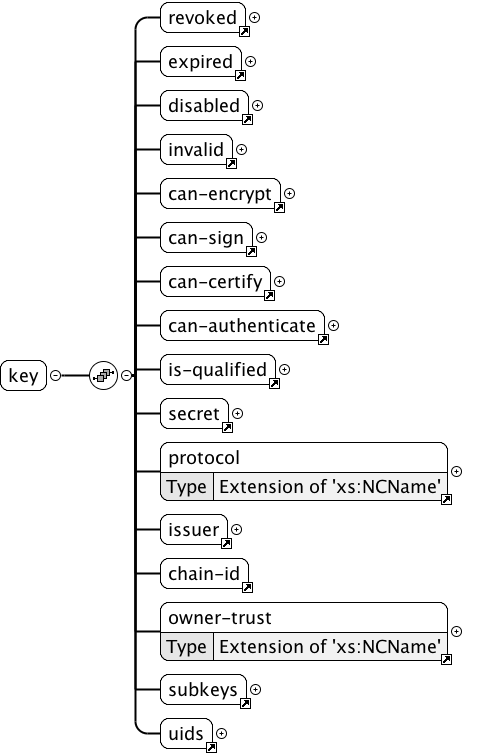 revoked
expired
disabled
invalid
can-encrypt
can-sign
can-certify
can-authenticate
key
is-qualified
secret
protocol
Type Extension of 'xs:NCName'
issuer
chain-id
owner-trust
Type Extension of 'xs:NCName'
subkeys
uids